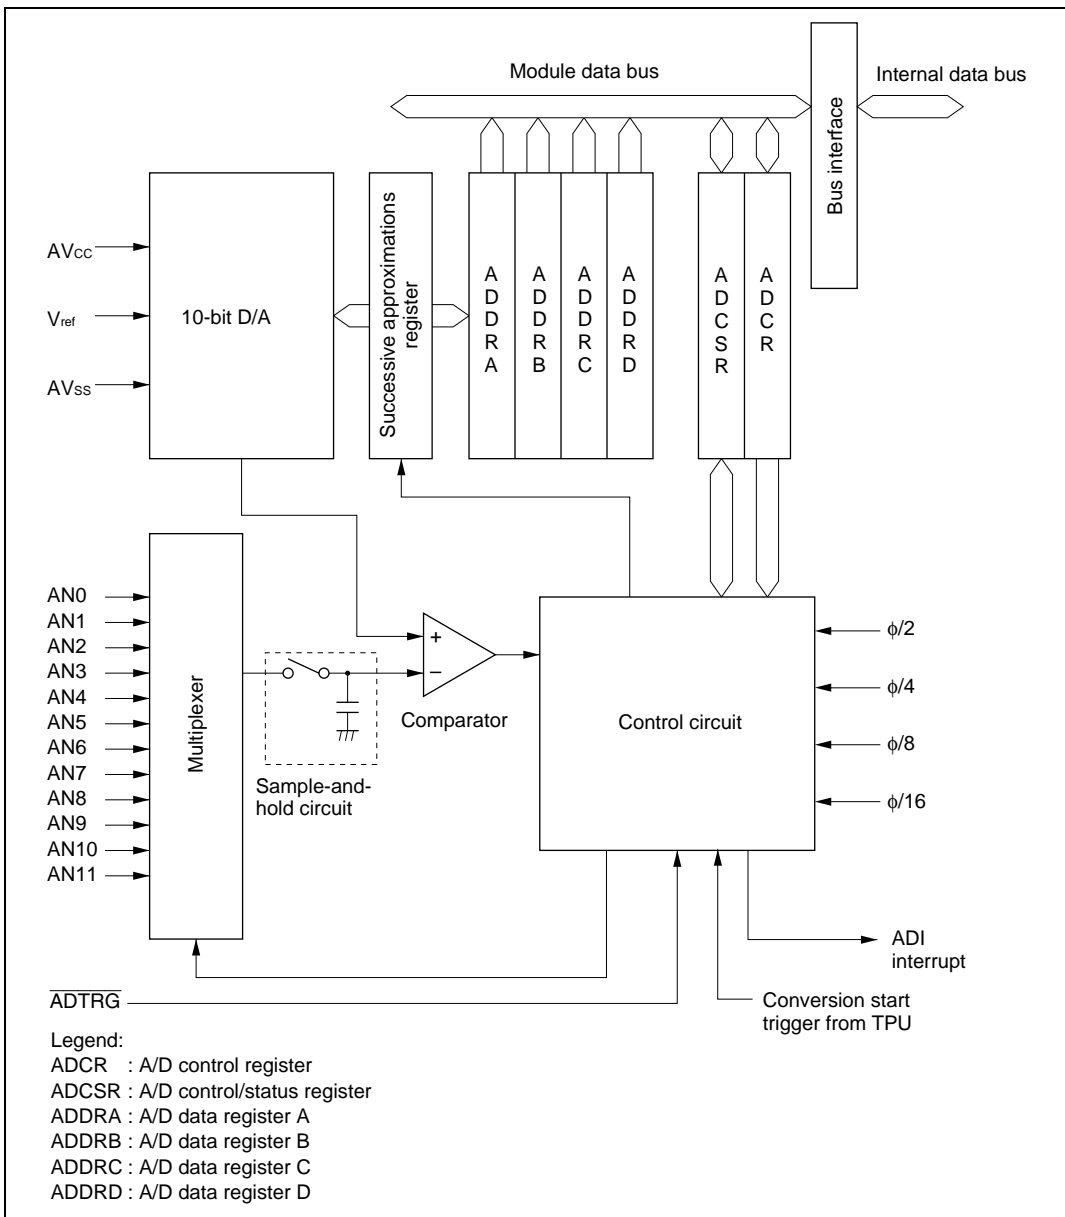 Module data bus
Internal data bus
Bus interface
AVCC
Vref
AVSS
10-bit D/A
Successive approximations
register
ADDRA
ADDRB
ADDRC
ADDRD
ADCSR
ADCR
AN0
AN1
AN2
AN3
AN4
AN5
AN6
AN7
AN8
AN9
AN10
AN11
Multiplexer
+
−
Comparator
Sample-and-
hold circuit
Control circuit
ϕ/2
ϕ/4
ϕ/8
ϕ/16
ADI
interrupt
ADTRG
Conversion start
trigger from TPU
Legend:
ADCR : A/D control register
ADCSR : A/D control/status register
ADDRA : A/D data register A
ADDRB : A/D data register B
ADDRC : A/D data register C
ADDRD : A/D data register D